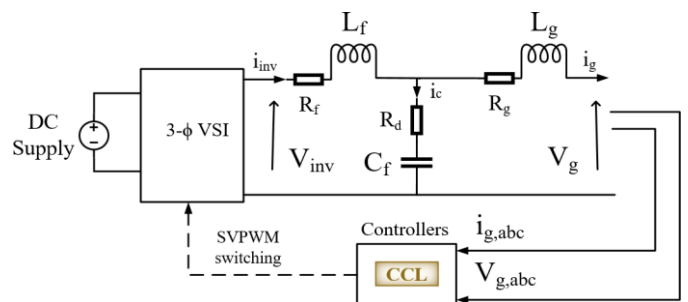 L_f
L_g
i_inv
i_g
R_f
i_c
R_g
DC
Supply
3-ϕ VSI
R_d
V_inv
C_f
V_g
Controllers
i_g,abc
SVPWM
switching
CCL
V_g,abc